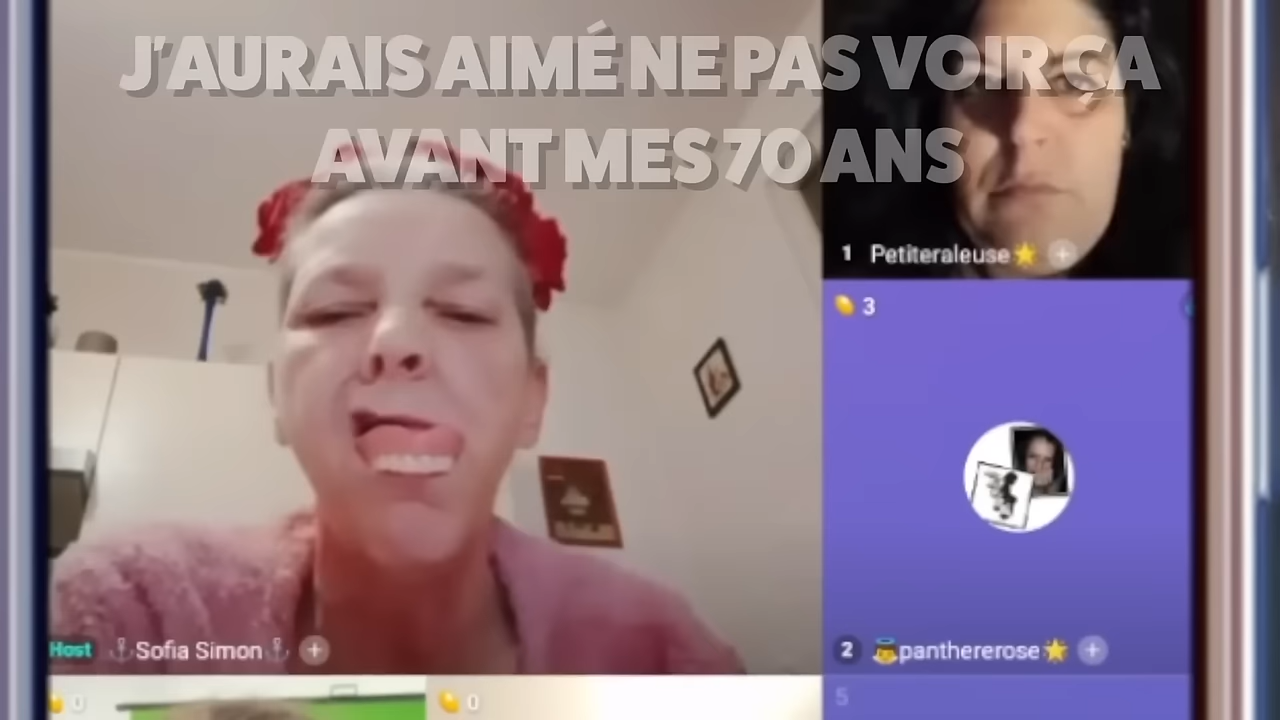 J'AURAIS AIMÉ NE PAS VOIR ÇA
AVANT MES 70 ANS
1 Petiteraleuse
3
Host Sofia Simon
2 panthererose
0
0
5